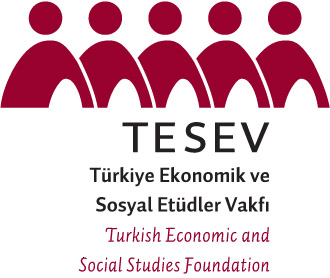 TESEV
Türkiye Ekonomik ve
Sosyal Etüdler Vakfı
Turkish Economic and
Social Studies Foundation